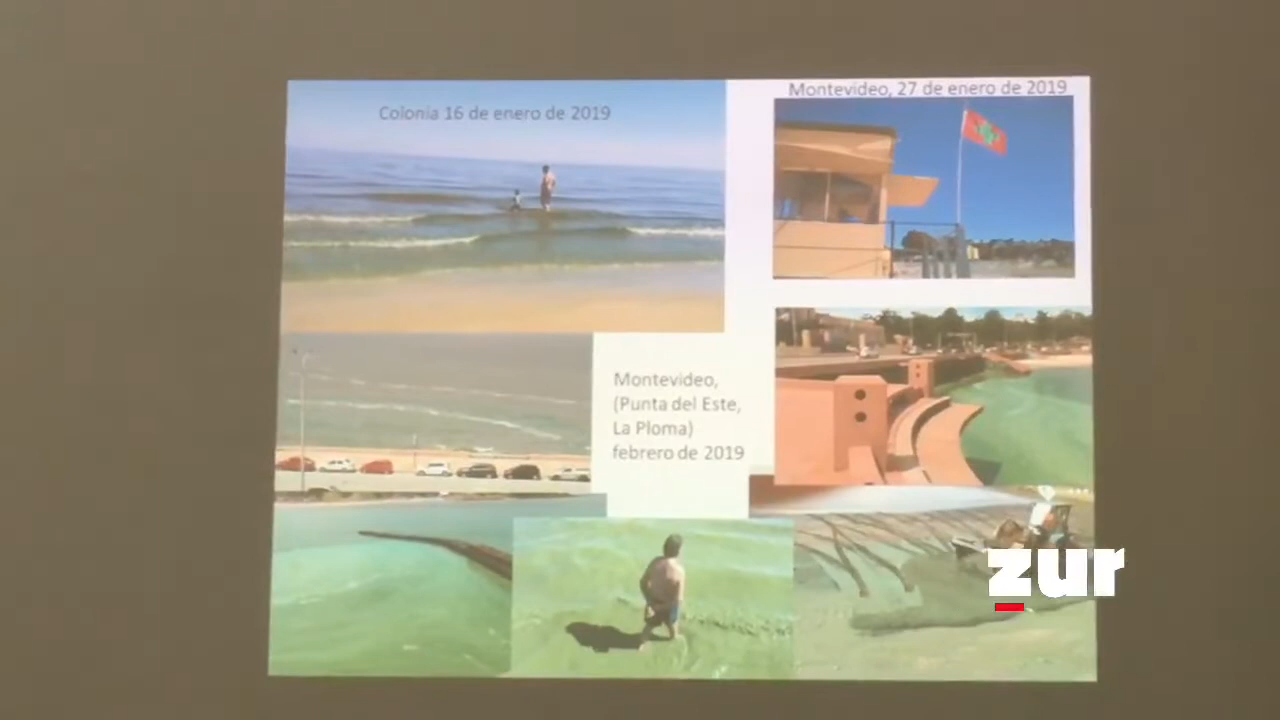 Colonia 16 de enero de 2019
Montevideo, 27 de enero de 2019
Montevideo,
(Punta del Este,
La Ploma)
febrero de 2019
zur